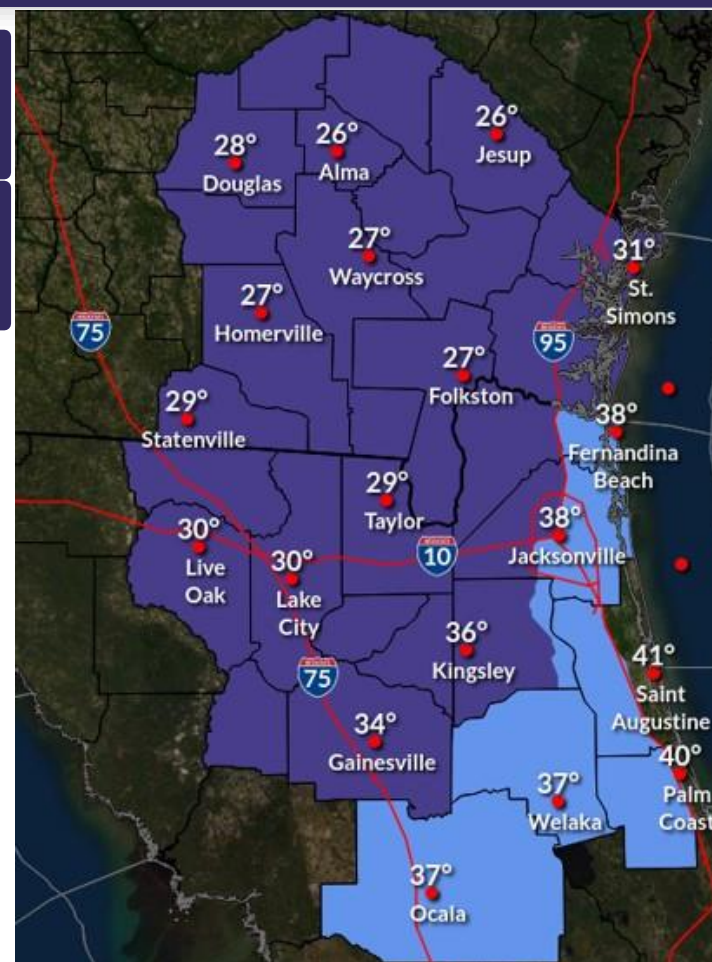 26°
Jesup
26°
Alma
28°
Douglas
27°
Waycross
31°
St.
Simons
27°
Homerville
75
95
27°
Folkston
29°
Statenville
38°
Fernandina
Beach
29°
Taylor
38°
Jacksonville
30°
Live
Oak
10
30°
Lake
City
36°
Kingsley
75
41°
Saint
Augustine
34°
Gainesville
40°
Palm
Coast
37°
Welaka
37°
Ocala